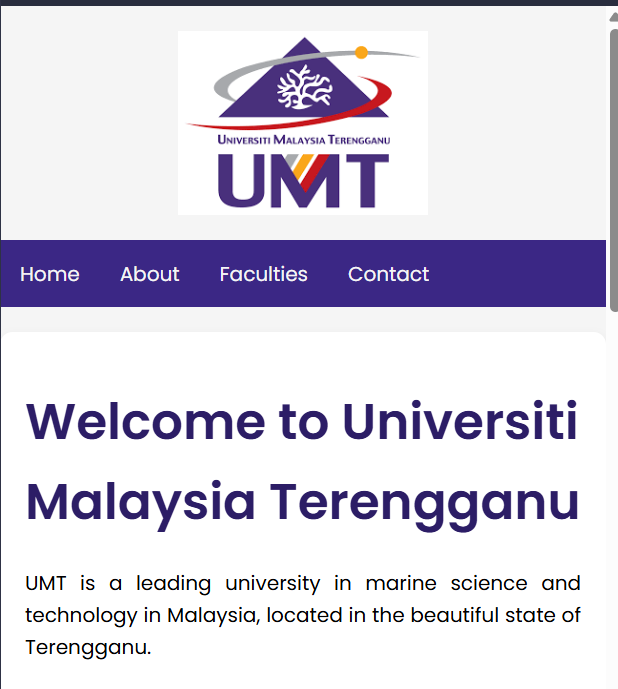 UNIVERSITI MALAYSIA TERENGGANU
UMT
Home About Faculties Contact
Welcome to Universiti
Malaysia Terengganu
UMT is a leading university in marine science and
technology in Malaysia, located in the beautiful state of
Terengganu.